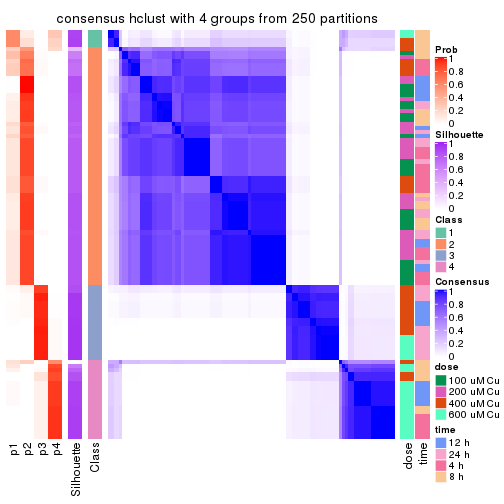 consensus hclust with 4 groups from 250 partitions
Prob
1
0.8
0.6
0.4
0.2
0
Silhouette
1
0.8
0.6
0.4
0.2
0
Class
1
2
3
4
Consensus
1
0.8
0.6
0.4
0.2
0
dose
100 uM Cu
200 uM Cu
400 uM Cu
600 uM Cu
time
12 h
24 h
4 h
8 h
p1
p2
p3
p4
Silhouette
Class
dose
time